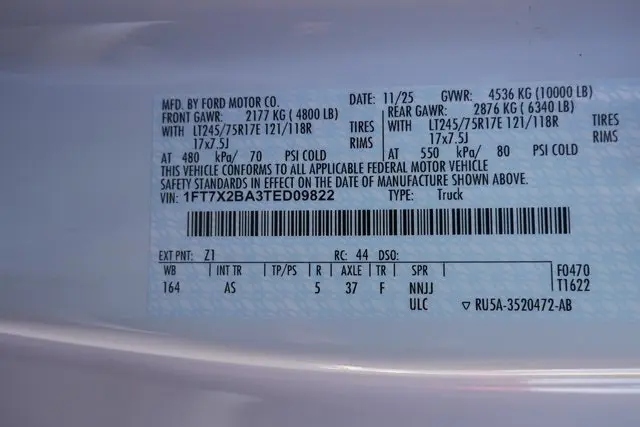 MFD. BY FORD MOTOR CO. DATE: 11/25 GVWR: 4536 KG (10000 LB)
FRONT GAWR: 2177 KG ( 4800 LB) REAR GAWR: 2876 KG ( 6340 LB)
WITH LT245/75R17E 121/118R TIRES WITH LT245/75R17E 121/118R TIRES
17x7.5J RIMS 17x7.5J RIMS
AT 480 kPa/ 70 PSI COLD AT 550 kPa/ 80 PSI COLD
THIS VEHICLE CONFORMS TO ALL APPLICABLE FEDERAL MOTOR VEHICLE
SAFETY STANDARDS IN EFFECT ON THE DATE OF MANUFACTURE SHOWN ABOVE.
VIN: 1FT7X2BA3TED09822 TYPE: Truck
EXT PNT: Z1 RC: 44 DSO:
WB INT TR TP/PS R AXLE TR SPR F0470
164 AS 5 37 F NNJJ T1622
ULC ▽ RU5A-3520472-AB